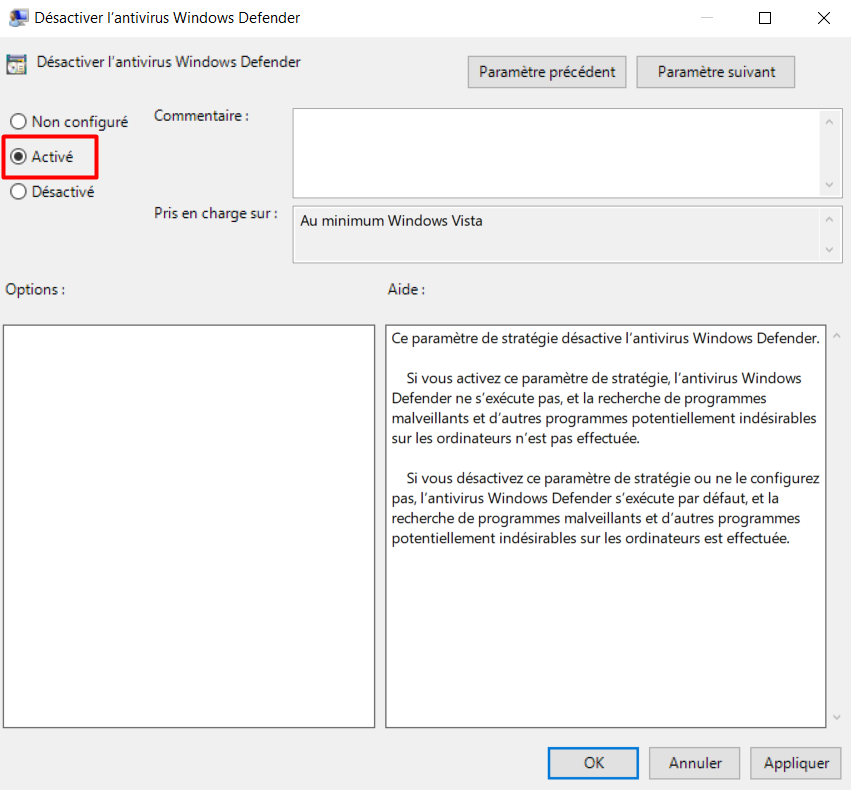 Désactiver l'antivirus Windows Defender
Désactiver l'antivirus Windows Defender
Paramètre précédent
Paramètre suivant
Non configuré
Commentaire :
Activé
Désactivé
Pris en charge sur :
Au minimum Windows Vista
Options :
Aide :
Ce paramètre de stratégie désactive l'antivirus Windows Defender.
Si vous activez ce paramètre de stratégie, l'antivirus Windows
Defender ne s'exécute pas, et la recherche de programmes
malveillants et d'autres programmes potentiellement indésirables
sur les ordinateurs n'est pas effectuée.
Si vous désactivez ce paramètre de stratégie ou ne le configurez
pas, l'antivirus Windows Defender s'exécute par défaut, et la
recherche de programmes malveillants et d'autres programmes
potentiellement indésirables sur les ordinateurs est effectuée.
OK
Annuler
Appliquer